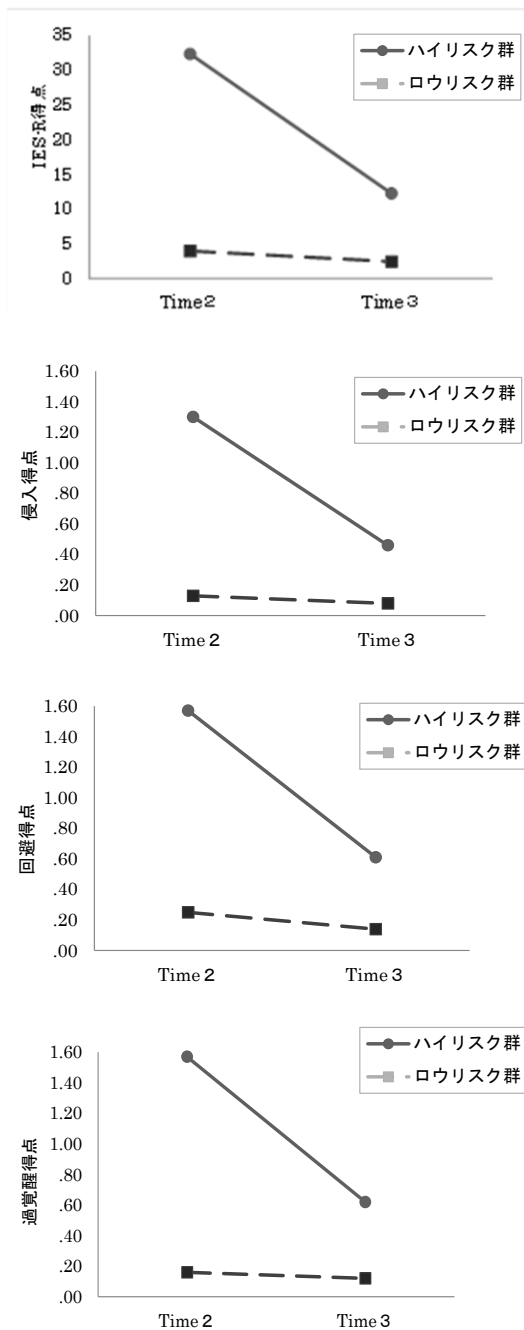 IES-R得点
35
30
25
20
15
10
5
0
Time2
Time3
ハイリスク群
ロウリスク群
侵入得点
1.60
1.40
1.20
1.00
.80
.60
.40
.20
.00
Time 2
Time 3
ハイリスク群
ロウリスク群
回避得点
1.60
1.40
1.20
1.00
.80
.60
.40
.20
.00
Time 2
Time 3
ハイリスク群
ロウリスク群
過覚醒得点
1.60
1.40
1.20
1.00
.80
.60
.40
.20
.00
Time 2
Time 3
ハイリスク群
ロウリスク群